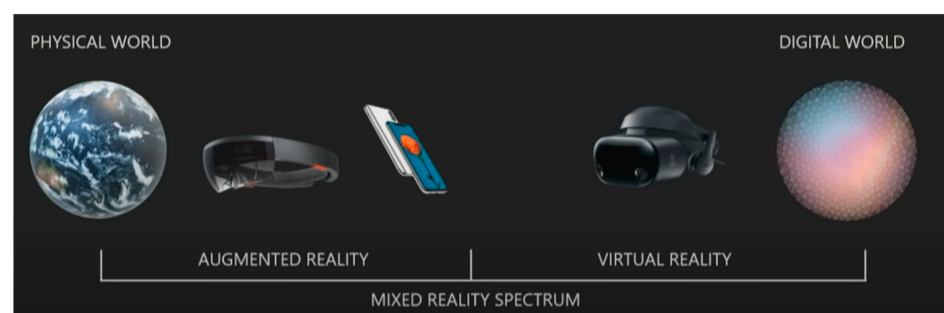 PHYSICAL WORLD
DIGITAL WORLD
AUGMENTED REALITY
VIRTUAL REALITY
MIXED REALITY SPECTRUM